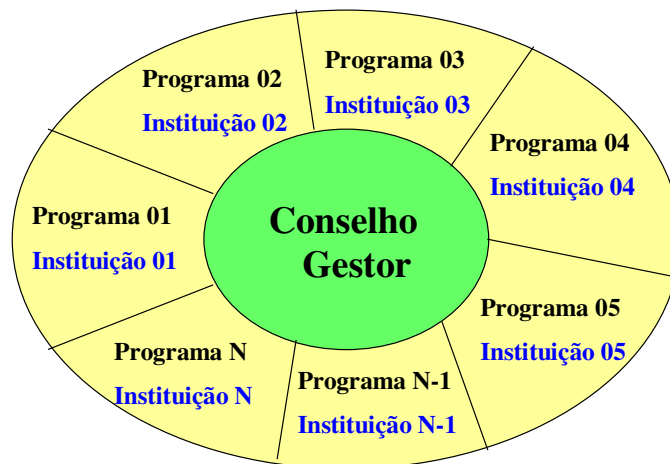 Programa 02
Instituição 02
Programa 03
Instituição 03
Programa 04
Instituição 04
Programa 01
Instituição 01
Conselho
Gestor
Programa 05
Instituição 05
Programa N
Instituição N
Programa N-1
Instituição N-1